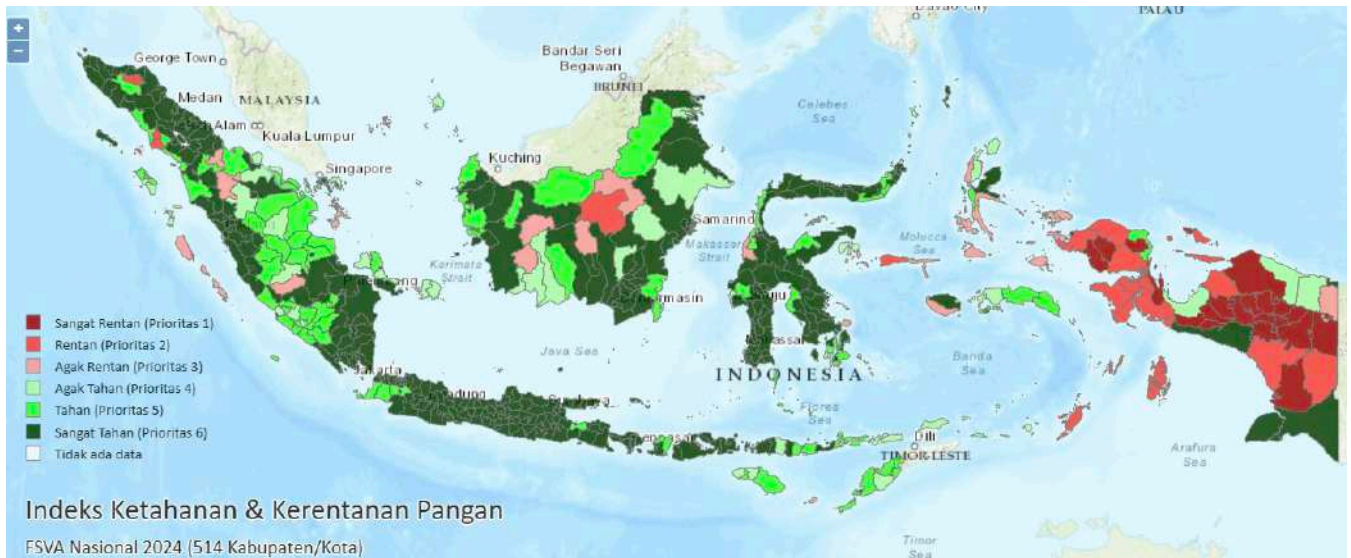 +
−
Davao City
PALAU
George Town
Bandar Seri
Begawan
BRUNEI
Medan
MALAYSIA
Celebes
Sea
Alam
Kuala Lumpur
Singapore
Kuching
Samarind
Makassar
Strait
Molucca
Sea
Karimata
Strait
Java Sea
Jakarta
INDONESIA
Banda
Sea
Flores
Sea
Dili
TIMOR-LESTE
Arafura
Sea
Timor
Sea
Sangat Rentan (Prioritas 1)
Rentan (Prioritas 2)
Agak Rentan (Prioritas 3)
Agak Tahan (Prioritas 4)
Tahan (Prioritas 5)
Sangat Tahan (Prioritas 6)
Tidak ada data
Indeks Ketahanan & Kerentanan Pangan
FSVA Nasional 2024 (514 Kabupaten/Kota)